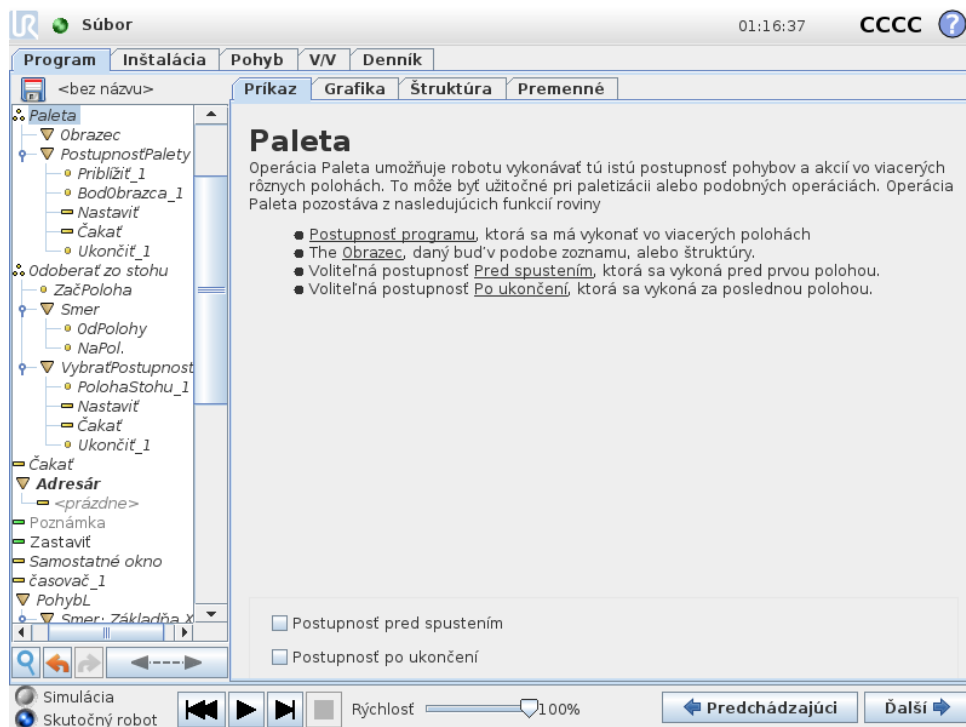 UR Súbor 01:16:37 CCCC ?
Program Inštalácia Pohyb V/V Denník
<bez názvu>
Príkaz Grafika Štruktúra Premenné
Paleta
Obrazec
PostupnosťPalety
Priblížiť_1
BodObrazca_1
Nastaviť
Čakať
Ukončiť_1
Odoberať zo stohu
ZačPoloha
Smer
OdPolohy
NaPol.
VybraťPostupnosť
PolohaStohu_1
Nastaviť
Čakať
Ukončiť_1
Čakať
Adresár
<prázdne>
Poznámka
Zastaviť
Samostatné okno
časovač_1
PohybL
Smer: Základňa X
Paleta
Operácia Paleta umožňuje robotu vykonávať tú istú postupnosť pohybov a akcií vo viacerých
rôznych polohách. To môže byť užitočné pri paletizácii alebo podobných operáciách. Operácia
Paleta pozostáva z nasledujúcich funkcií roviny
Postupnosť programu, ktorá sa má vykonať vo viacerých polohách
The Obrazec, daný buď v podobe zoznamu, alebo štruktúry.
Voliteľná postupnosť Pred spustením, ktorá sa vykoná pred prvou polohou.
Voliteľná postupnosť Po ukončení, ktorá sa vykoná za poslednou polohou.
Postupnosť pred spustením
Postupnosť po ukončení
Simulácia
Skutočný robot
Rýchlosť 100%
Predchádzajúci Ďalší